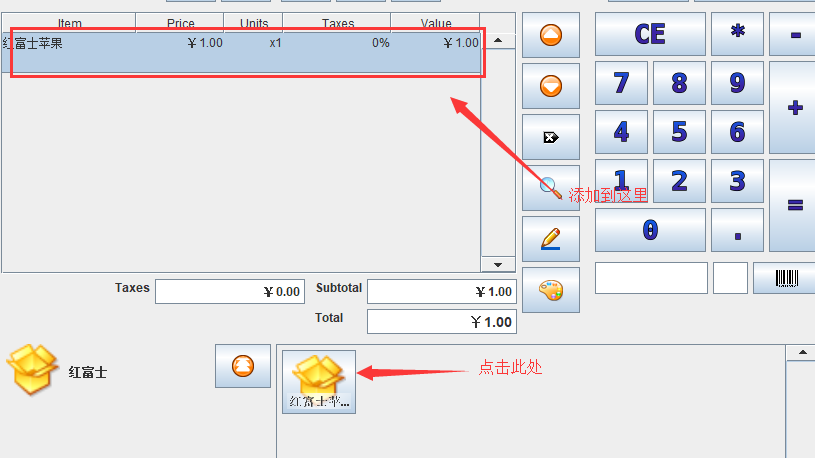 Item Price Units Taxes Value
红富士苹果 ￥1.00 x1 0% ￥1.00
CE * -
7 8 9 +
4 5 6
1 2 3 =
添加到这里
0 .
Taxes ￥0.00 Subtotal ￥1.00
Total ￥1.00
红富士
点击此处
红富士苹...